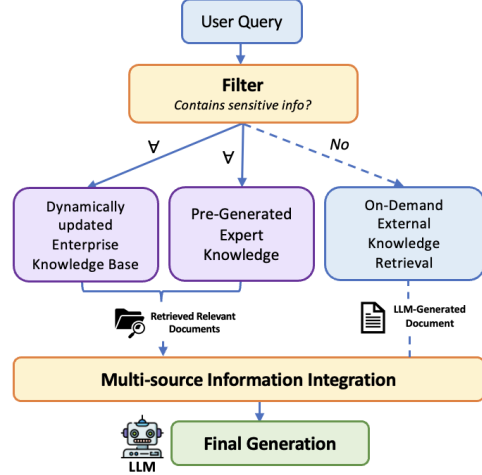 User Query
Filter
Contains sensitive info?
∀
∀
No
Dynamically
updated
Enterprise
Knowledge Base
Pre-Generated
Expert
Knowledge
On-Demand
External
Knowledge
Retrieval
Retrieved Relevant
Documents
LLM-Generated
Document
Multi-source Information Integration
Final Generation
LLM